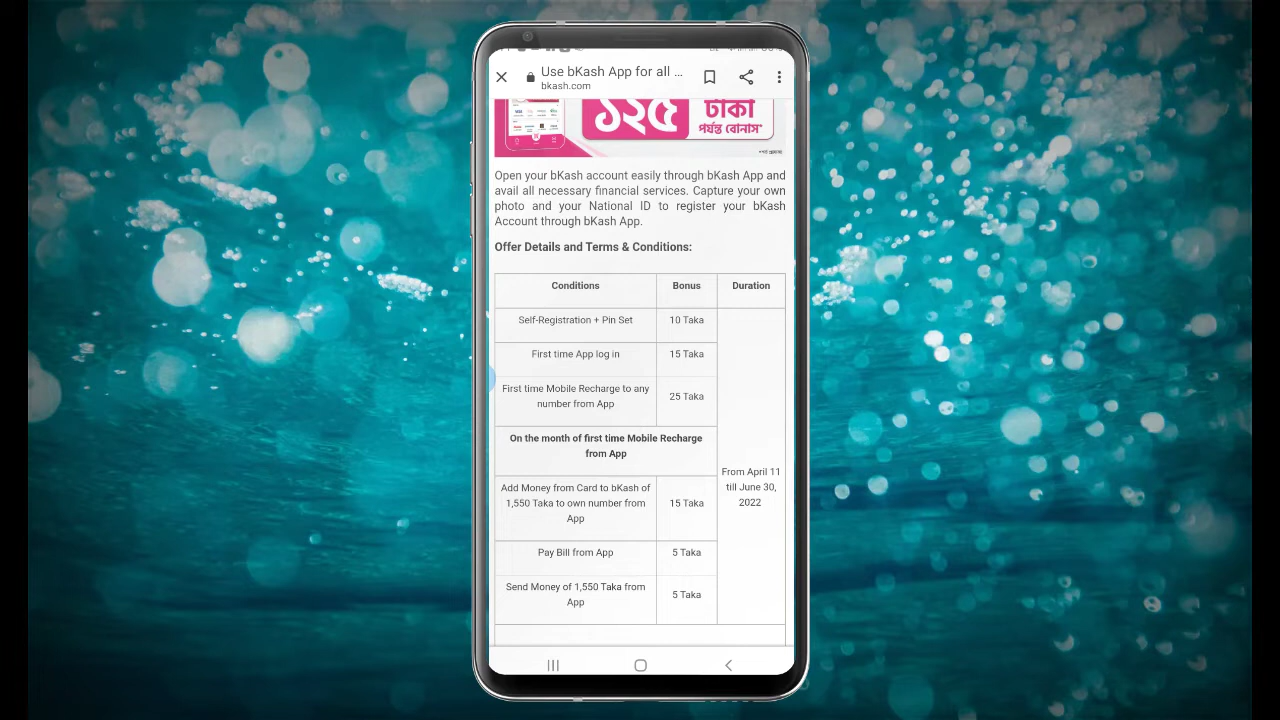 Use bKash App for all ...
bkash.com
১২৫
টাকা
পর্যন্ত বোনাস*
Open your bKash account easily through bKash App and
avail all necessary financial services. Capture your own
photo and your National ID to register your bKash
Account through bKash App.
Offer Details and Terms & Conditions:
Conditions Bonus Duration
Self-Registration + Pin Set 10 Taka
First time App log in 15 Taka
First time Mobile Recharge to any
number from App
25 Taka
On the month of first time Mobile Recharge
from App
From April 11
till June 30,
2022
Add Money from Card to bKash of
1,550 Taka to own number from
App
15 Taka
Pay Bill from App 5 Taka
Send Money of 1,550 Taka from
App
5 Taka